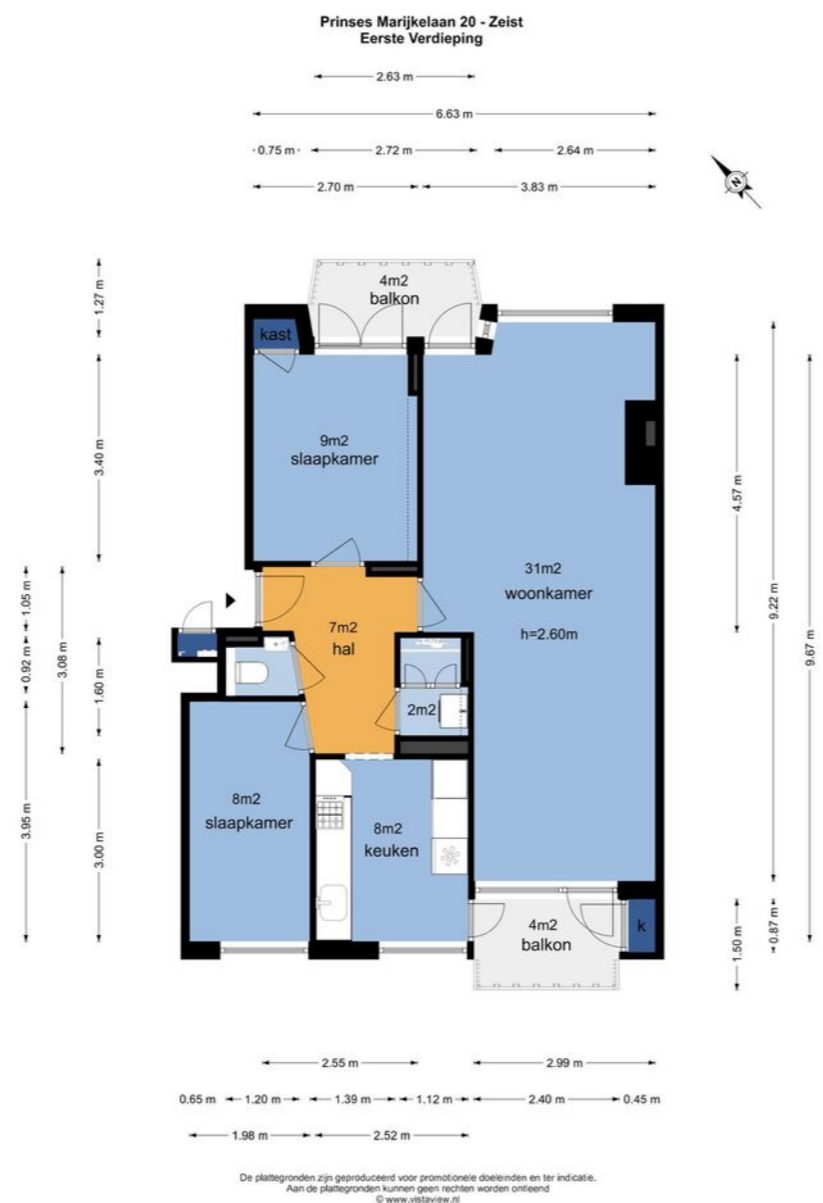 Prinses Marijkelaan 20 - Zeist
Eerste Verdieping
2.63 m
6.63 m
0.75 m
2.72 m
2.64 m
2.70 m
3.83 m
N
1.27 m
4m2
balkon
kast
3.40 m
9m2
slaapkamer
4.57 m
31m2
woonkamer
h=2.60m
9.22 m
9.67 m
1.05 m
0.92 m
3.08 m
1.60 m
7m2
hal
2m2
3.95 m
3.00 m
8m2
slaapkamer
8m2
keuken
4m2
balkon
k
1.50 m
0.87 m
2.55 m
2.99 m
0.65 m
1.20 m
1.39 m
1.12 m
2.40 m
0.45 m
1.98 m
2.52 m
De plattegronden zijn geproduceerd voor promotionele doeleinden en ter indicatie.
Aan de plattegronden kunnen geen rechten worden ontleend
© www.vistaview.nl